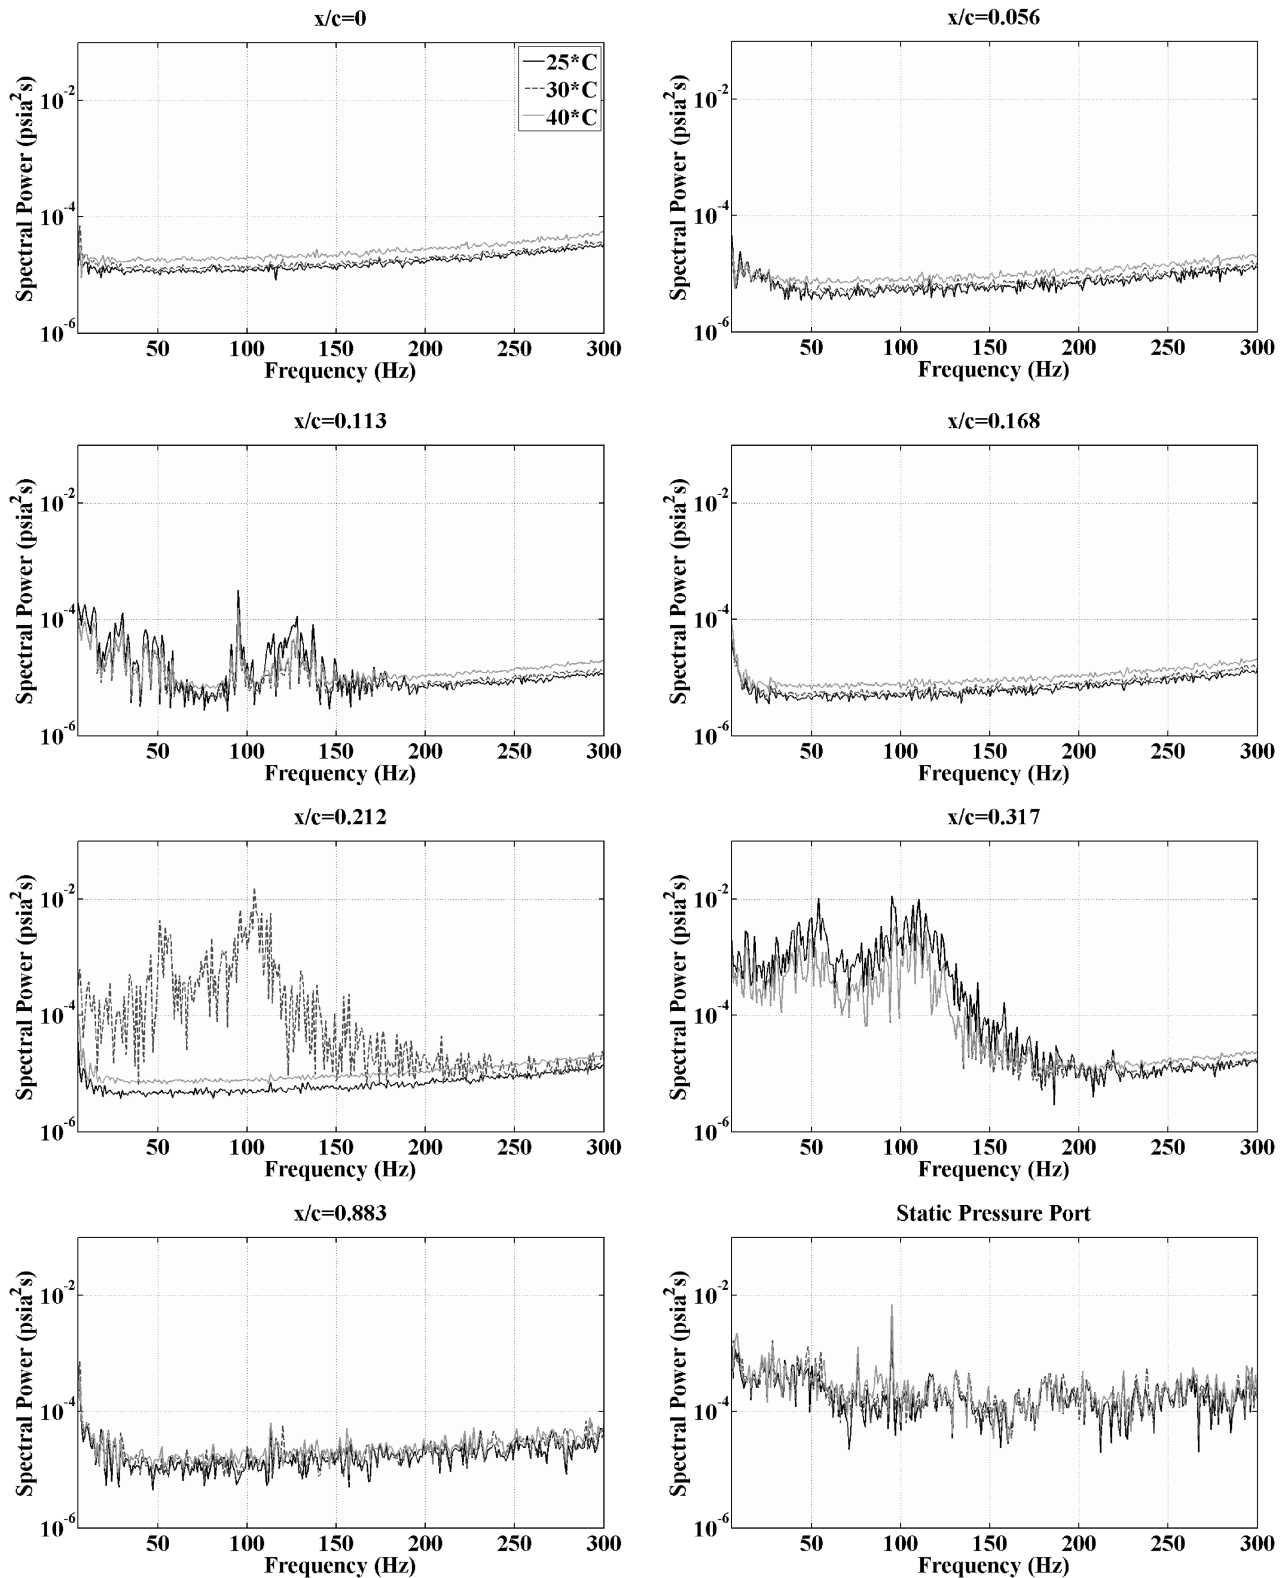 x/c=0
Spectral Power (psia²s)
10⁻²
10⁻⁴
10⁻⁶
25*C
30*C
40*C
50 100 150 200 250 300
Frequency (Hz)
x/c=0.056
Spectral Power (psia²s)
10⁻²
10⁻⁴
10⁻⁶
50 100 150 200 250 300
Frequency (Hz)
x/c=0.113
Spectral Power (psia²s)
10⁻²
10⁻⁴
10⁻⁶
50 100 150 200 250 300
Frequency (Hz)
x/c=0.168
Spectral Power (psia²s)
10⁻²
10⁻⁴
10⁻⁶
50 100 150 200 250 300
Frequency (Hz)
x/c=0.212
Spectral Power (psia²s)
10⁻²
10⁻⁴
10⁻⁶
50 100 150 200 250 300
Frequency (Hz)
x/c=0.317
Spectral Power (psia²s)
10⁻²
10⁻⁴
10⁻⁶
50 100 150 200 250 300
Frequency (Hz)
x/c=0.883
Spectral Power (psia²s)
10⁻²
10⁻⁴
10⁻⁶
50 100 150 200 250 300
Frequency (Hz)
Static Pressure Port
Spectral Power (psia²s)
10⁻²
10⁻⁴
10⁻⁶
50 100 150 200 250 300
Frequency (Hz)